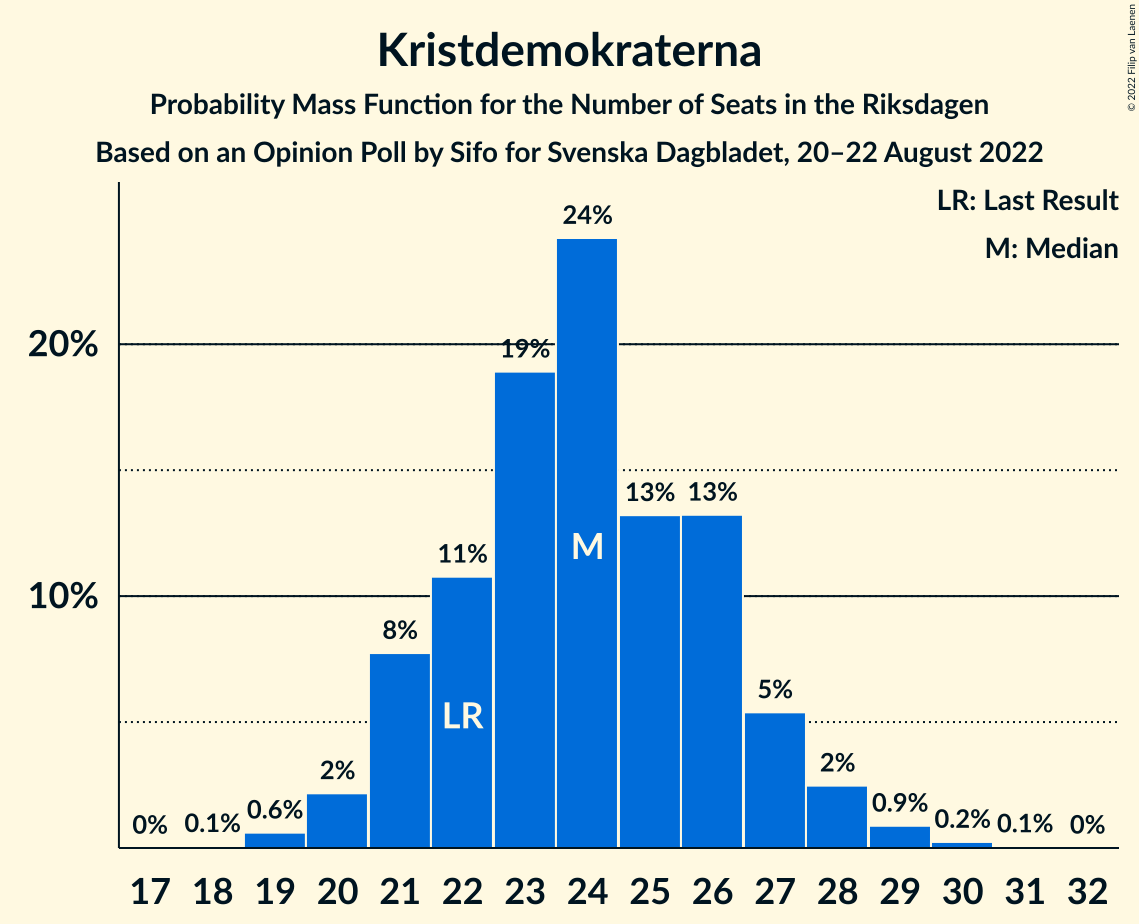 Kristdemokraterna
Probability Mass Function for the Number of Seats in the Riksdagen
Based on an Opinion Poll by Sifo for Svenska Dagbladet, 20–22 August 2022
© 2022 Filip van Laenen
LR: Last Result
M: Median
20%
10%
0% 0.1% 0.6% 2% 8% 11% 19% 24% 13% 13% 5% 2% 0.9% 0.2% 0.1% 0%
LR
M
17 18 19 20 21 22 23 24 25 26 27 28 29 30 31 32